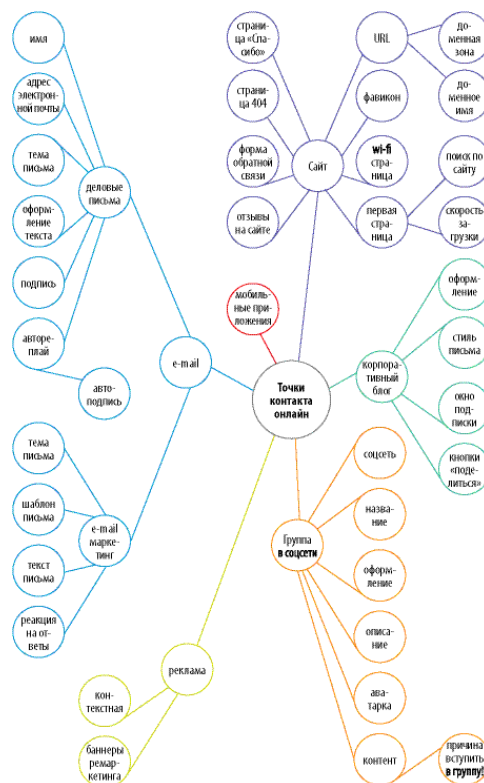 имя
адрес
электрон-
ной почты
тема
письма
оформ-
ление
текста
подпись
авторе-
плай
авто-
подпись
деловые
письма
e-mail
тема
письма
шаблон
письма
текст
письма
реакция
на от-
веты
e-mail
марке-
тинг
страни-
ца «Спа-
сибо»
страни-
ца 404
форма
обратной
связи
отзывы
на сайте
Сайт
URL
фавикон
wi-fi
стра-
ница
первая
стра-
ница
до-
менная
зона
до-
менное
имя
поиск по
сайту
скорость
за-
грузки
мобиль-
ные при-
ложения
Точки
контакта
онлайн
корпора-
тивный
блог
оформ-
ление
стиль
письма
окно
под-
писки
кнопки
«поде-
литься»
Группа
в соцсети
соцсеть
назва-
ние
оформ-
ление
описа-
ние
ава-
тарка
контент
причина
вступить
в группу!
реклама
кон-
текстная
баннеры
ремар-
кетинга